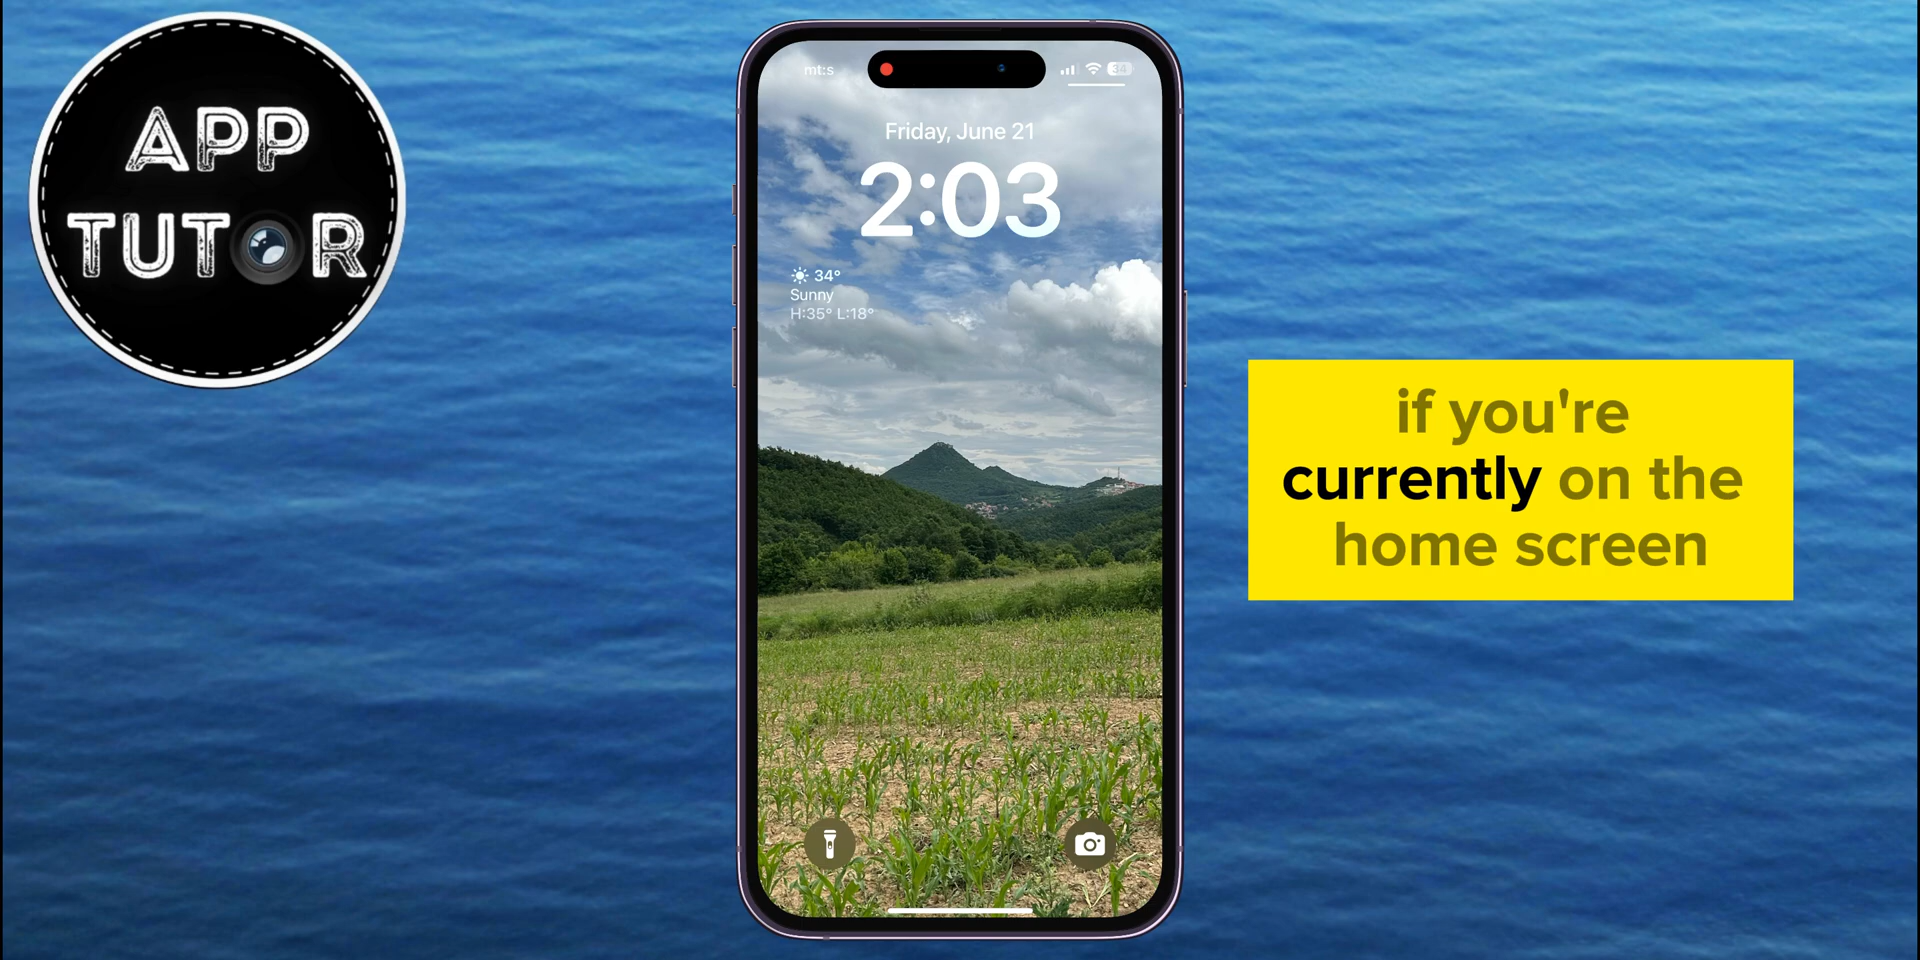 APP
TUTOR
mt:s
34
Friday, June 21
2:03
34°
Sunny
H:35° L:18°
if you're
currently on the
home screen